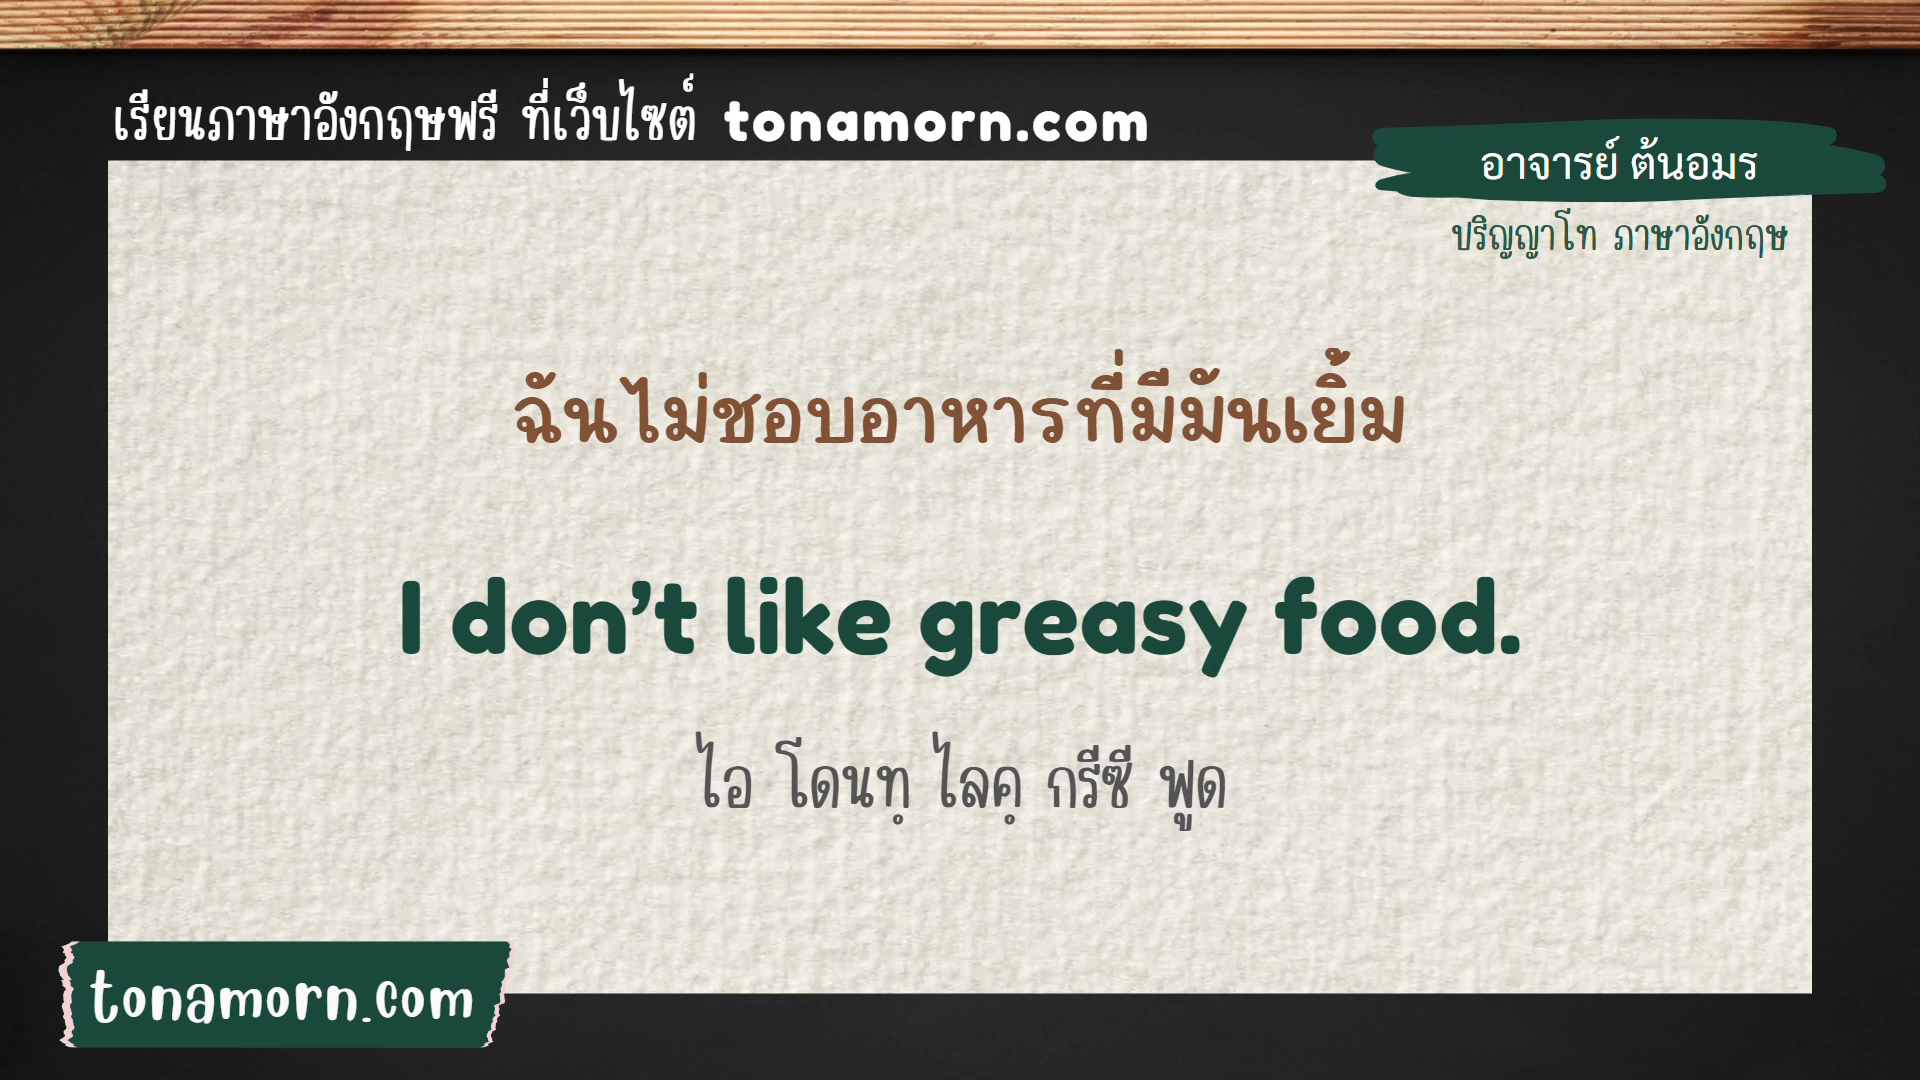 เรียนภาษาอังกฤษฟรี ที่เว็บไซต์ tonamorn.com
อาจารย์ ต้นอมร
ปริญญาโท ภาษาอังกฤษ
ฉันไม่ชอบอาหารที่มีมันเยิ้ม
I don’t like greasy food.
ไอ โดนทฺ ไลคฺ กรีซี ฟูด
tonamorn.com